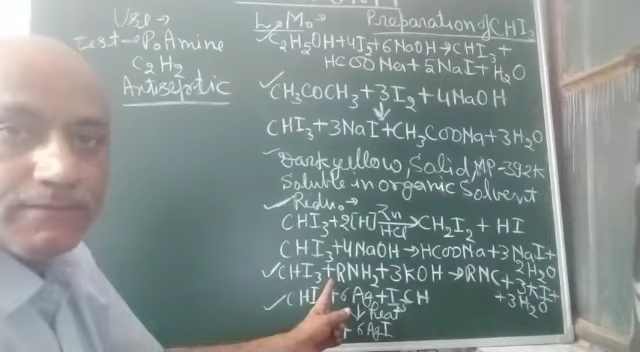 Use →
Test → P. Amine
C2H2
Antiseptic
L.M.
Preparation of CHI3
✓ C2H5OH + 4I2 + 6NaOH → CHI3 +
HCOONa + 5NaI + H2O
✓ CH3COCH3 + 3I2 + 4NaOH
↓
CHI3 + 3NaI + CH3COONa + 3H2O
✓ Dark yellow, Solid, MP-392K
Soluble in organic Solvent
✓ Redn. →
CHI3 + 2[H] Zn/HCl → CH2I2 + HI
CHI3 + 4NaOH → HCOONa + 3NaI + 2H2O
✓ CHI3 + RNH2 + 3KOH → RNC + 3KI + 3H2O
✓ CHI + 6Ag + I3CH
↓ Heat
+ 6AgI